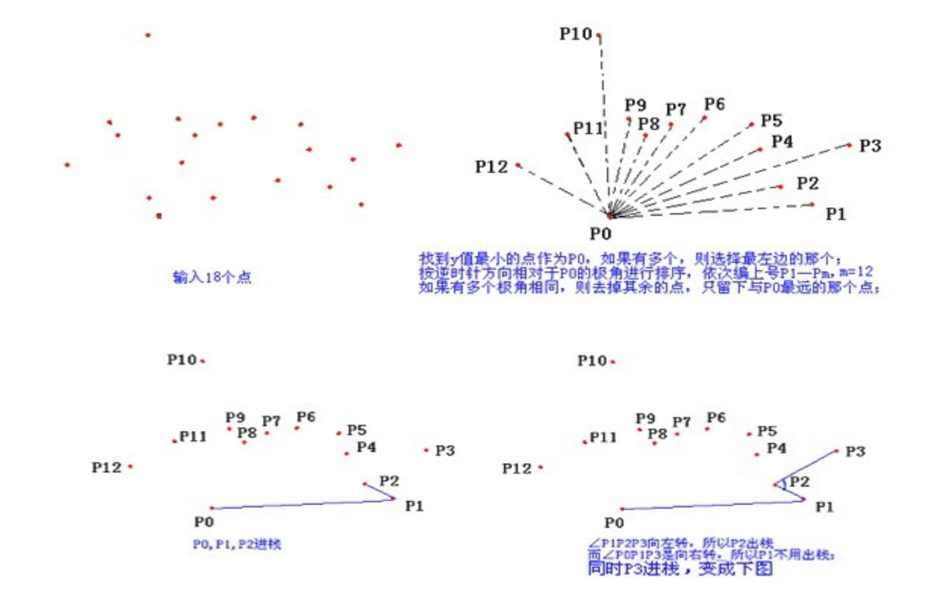 P10
P9
P7
P6
P8
P5
P11
P4
P3
P12
P2
P1
P0
输入18个点
找到y值最小的点作为P0，如果有多个，则选择最左边的那个；
按逆时针方向相对于P0的极角进行排序，依次编上号P1—Pm，m=12
如果有多个极角相同，则去掉其余的点，只留下与P0最远的那个点；
P10
P9
P7
P6
P8
P5
P11
P4
P3
P12
P2
P1
P0
P0,P1,P2进栈
P10
P9
P7
P6
P8
P5
P11
P4
P3
P12
P2
P1
P0
∠P1P2P3向左转，所以P2出栈
而∠P0P1P3是向右转，所以P1不用出栈；
同时P3进栈，变成下图